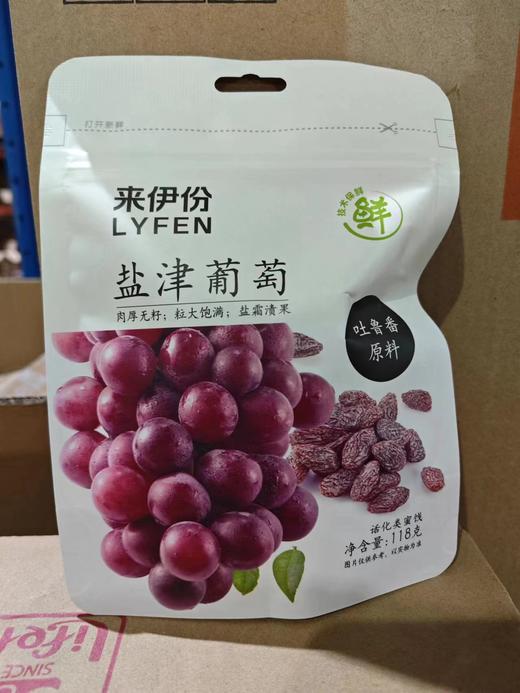 打开新鲜
来伊份
LYFEN
技术保鲜
鲜
盐津葡萄
肉厚无籽；粒大饱满；盐霜渍果
吐鲁番
原料
话化类蜜饯
净含量:118克
图片仅供参考，以实物为准
life
SINCE